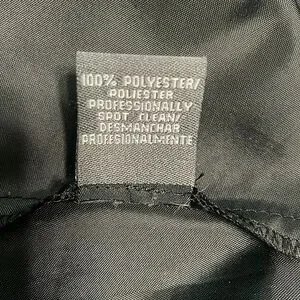 100% POLYESTER/
POLIESTER
PROFESSIONALLY
SPOT CLEAN/
DESMANCHAR
PROFESIONALMENTE